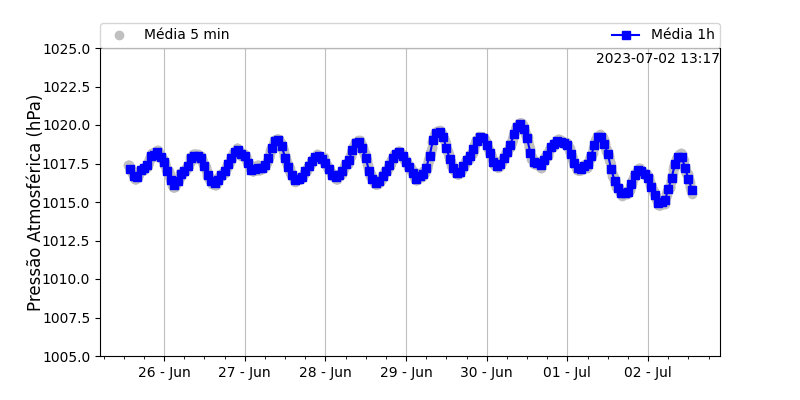 Média 5 min
Média 1h
2023-07-02 13:17
Pressão Atmosférica (hPa)
1025.0
1022.5
1020.0
1017.5
1015.0
1012.5
1010.0
1007.5
1005.0
26 - Jun
27 - Jun
28 - Jun
29 - Jun
30 - Jun
01 - Jul
02 - Jul